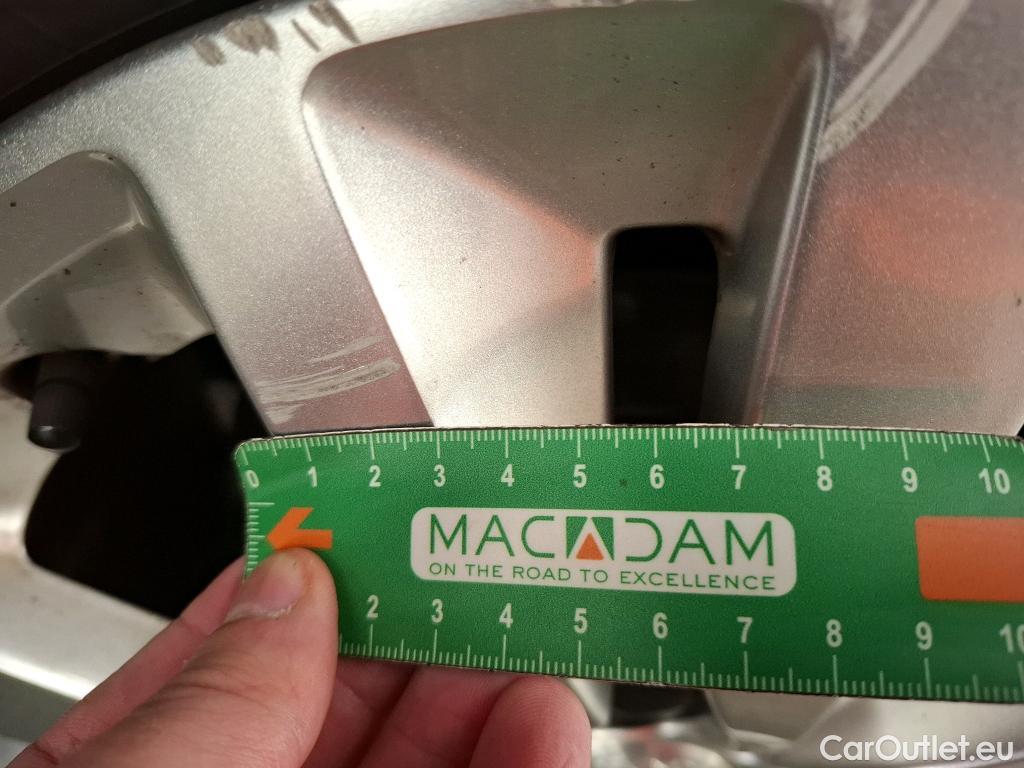 0 1 2 3 4 5 6 7 8 9 10
MACADAM
ON THE ROAD TO EXCELLENCE
2 3 4 5 6 7 8 9 10
CarOutlet.eu